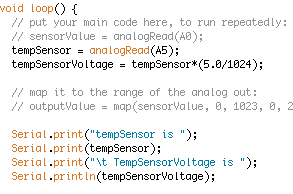 void loop() {
// put your main code here, to run repeatedly:
// sensorValue = analogRead(A0);
tempSensor = analogRead(A5);
tempSensorVoltage = tempSensor*(5.0/1024);
// map it to the range of the analog out:
// outputValue = map(sensorValue, 0, 1023, 0, 2
Serial.print("tempSensor is ");
Serial.print(tempSensor);
Serial.print("\t TempSensorVoltage is ");
Serial.println(tempSensorVoltage);